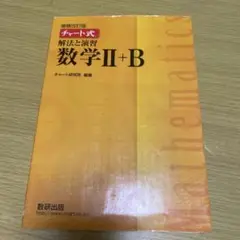 増補改訂版
チャート式
解法と演習
数学II+B
チャート研究所 編著
Mathematics
数研出版